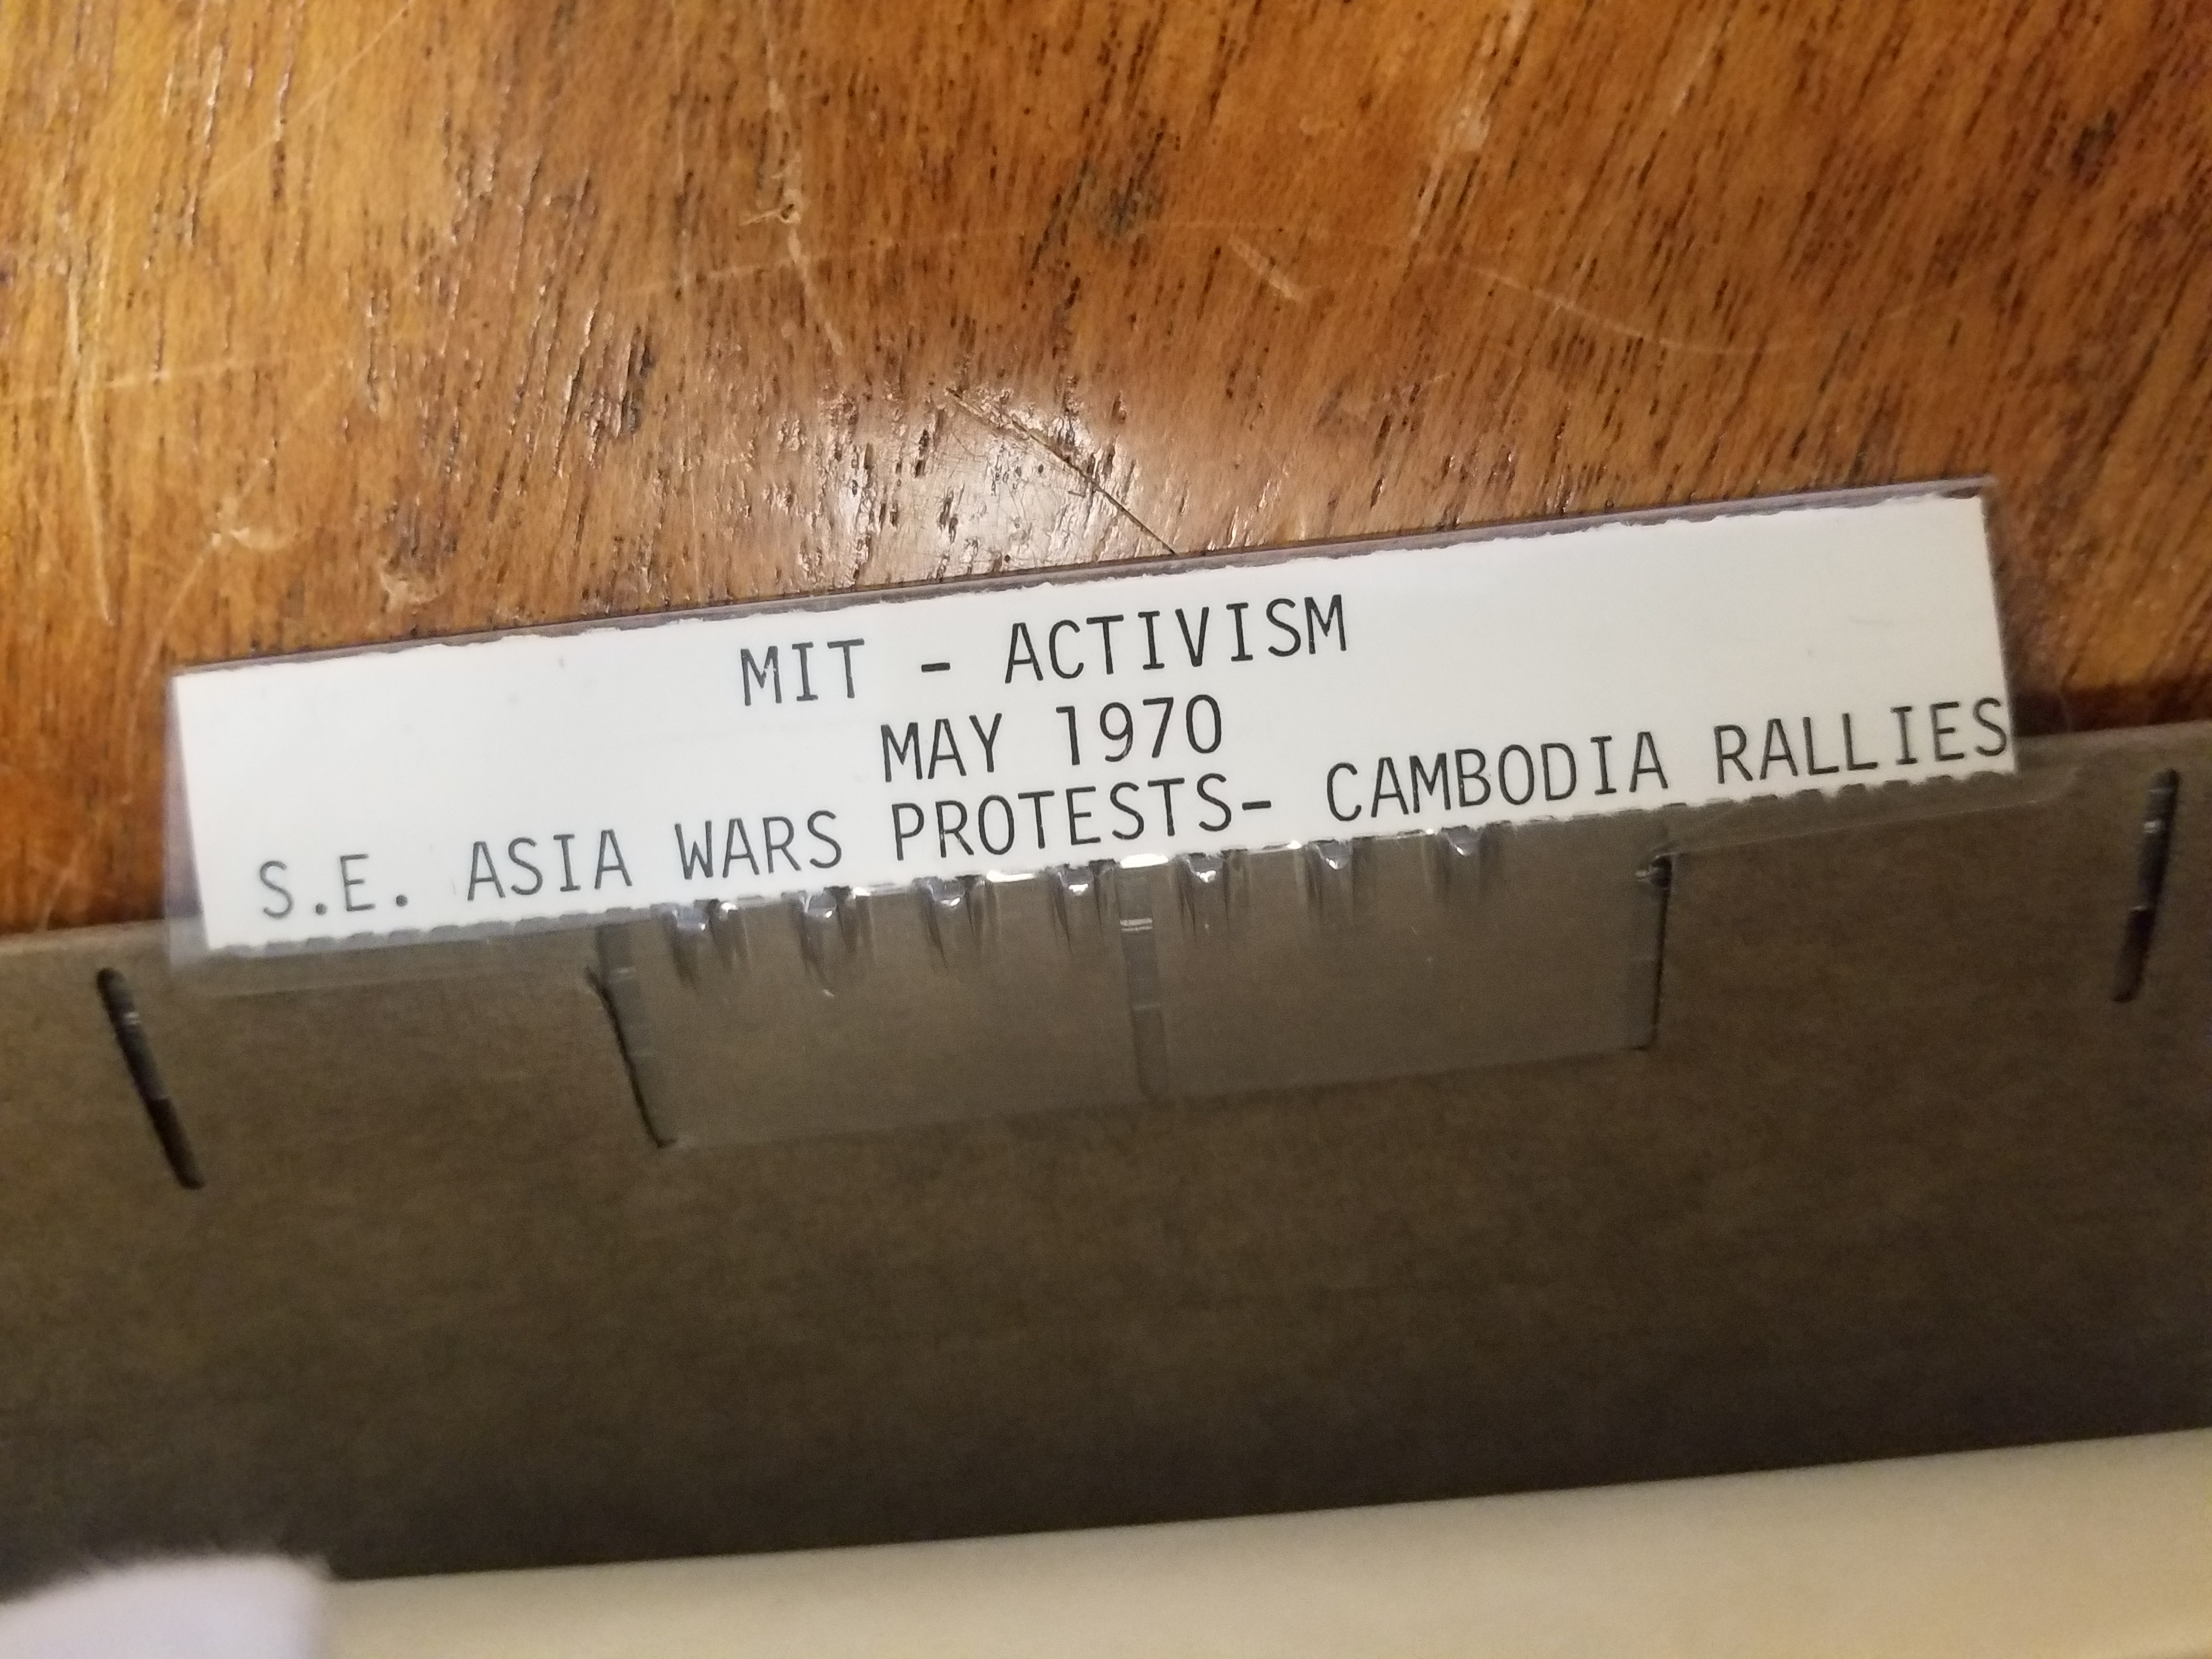 MIT - ACTIVISM
MAY 1970
S.E. ASIA WARS PROTESTS- CAMBODIA RALLIES